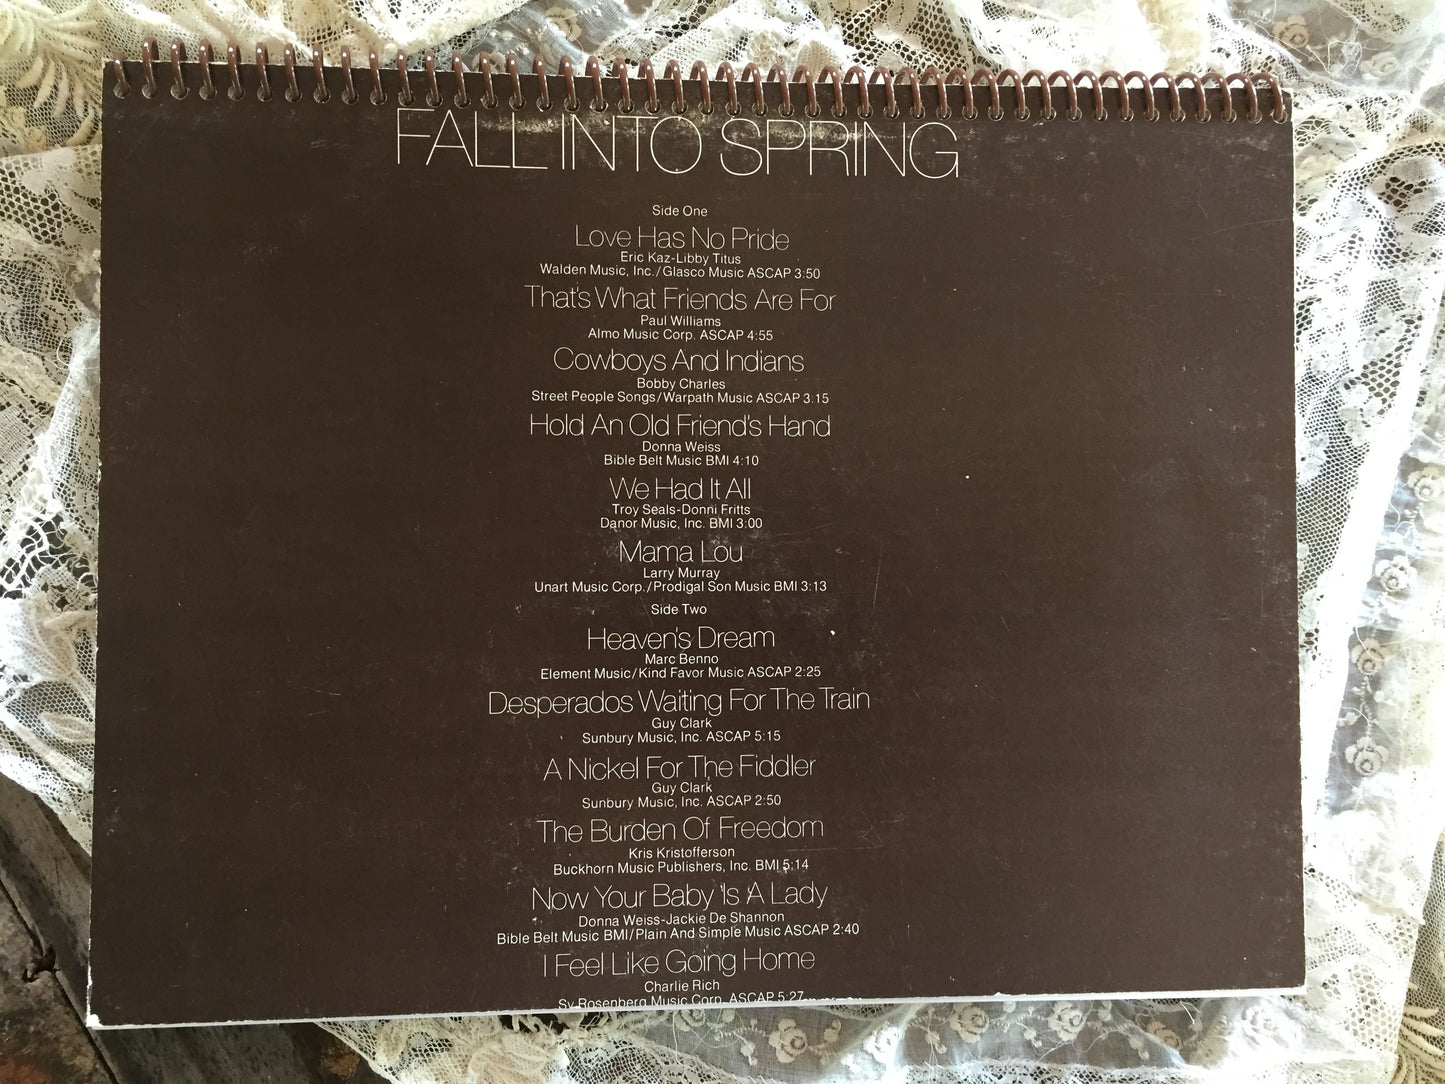 FALL INTO SPRING
Side One
Love Has No Pride
Eric Kaz-Libby Titus
Walden Music, Inc./Glasco Music ASCAP 3:50
That's What Friends Are For
Paul Williams
Almo Music Corp. ASCAP 4:55
Cowboys And Indians
Bobby Charles
Street People Songs/Warpath Music ASCAP 3:15
Hold An Old Friend's Hand
Donna Weiss
Bible Belt Music BMI 4:10
We Had It All
Troy Seals-Donni Fritts
Danor Music, Inc. BMI 3:00
Mama Lou
Larry Murray
Unart Music Corp./Prodigal Son Music BMI 3:13
Side Two
Heaven's Dream
Marc Benno
Element Music/Kind Favor Music ASCAP 2:25
Desperados Waiting For The Train
Guy Clark
Sunbury Music, Inc. ASCAP 5:15
A Nickel For The Fiddler
Guy Clark
Sunbury Music, Inc. ASCAP 2:50
The Burden Of Freedom
Kris Kristofferson
Buckhorn Music Publishers, Inc. BMI 5:14
Now Your Baby Is A Lady
Donna Weiss-Jackie De Shannon
Bible Belt Music BMI/Plain And Simple Music ASCAP 2:40
I Feel Like Going Home
Charlie Rich
Sy Rosenberg Music Corp. ASCAP 5:27